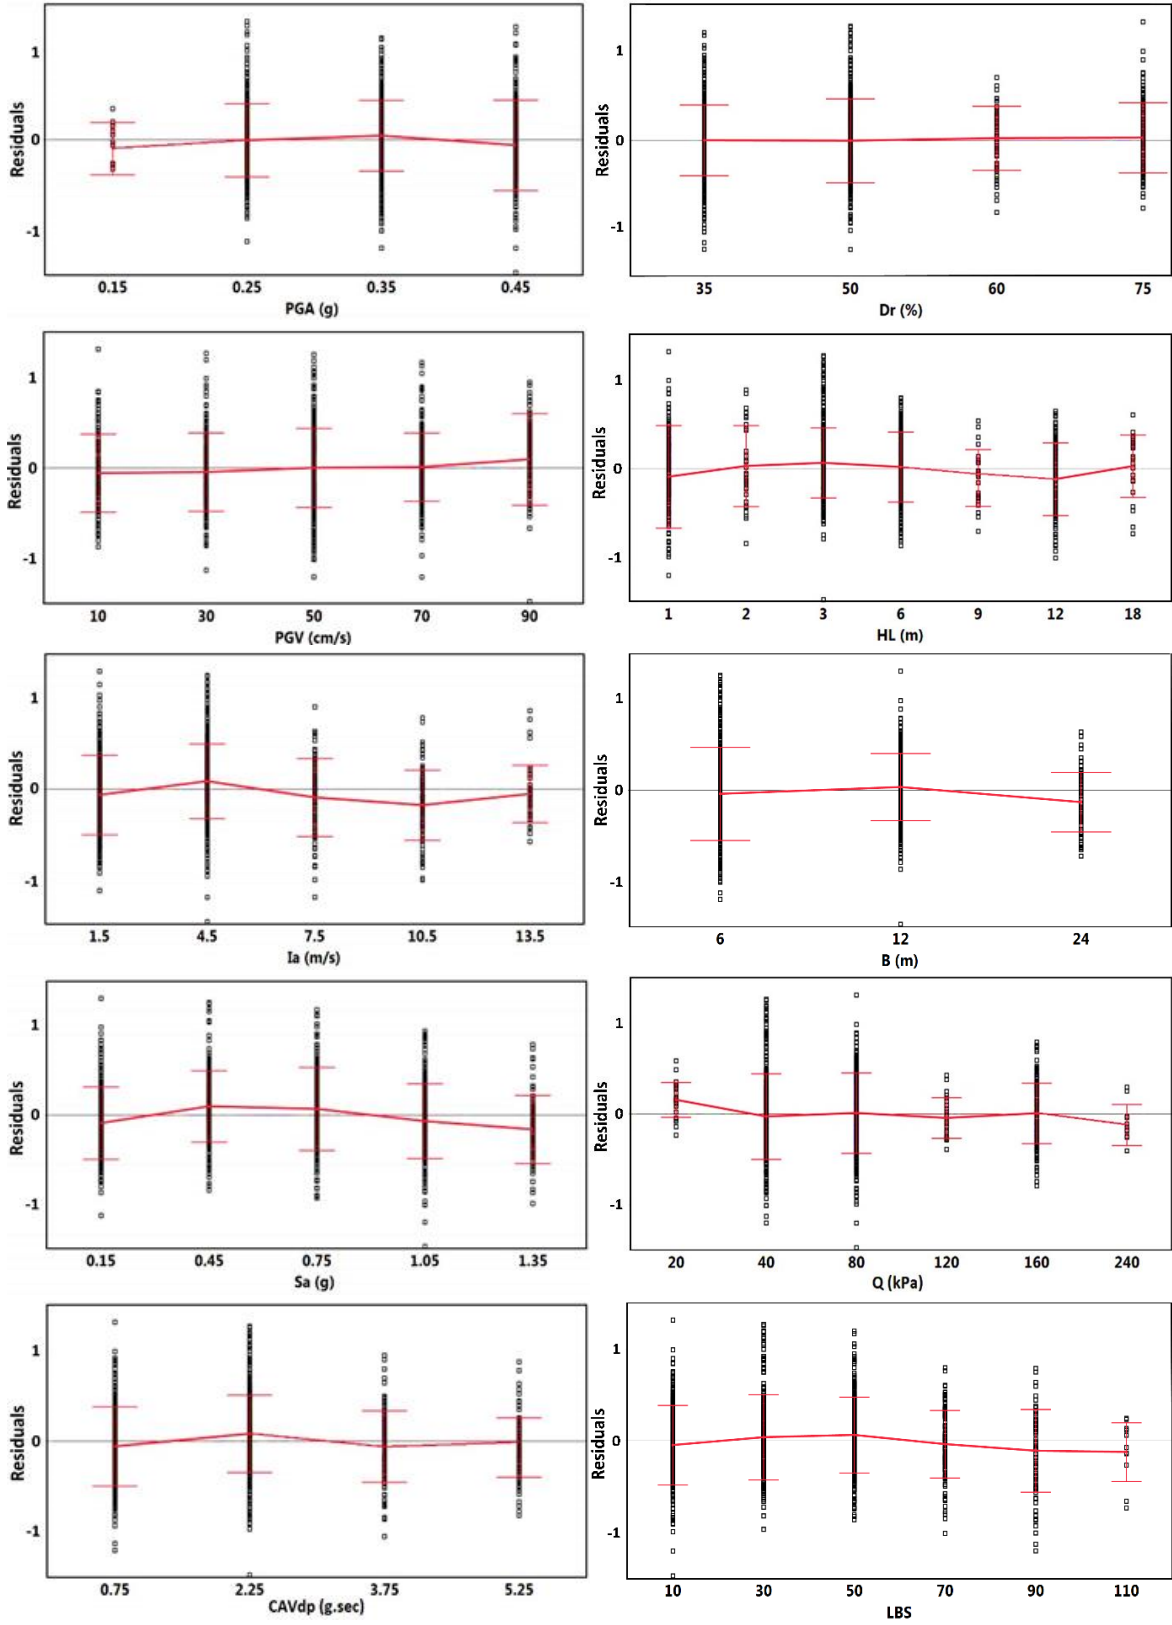 Residuals
1
0
-1
0.15 0.25 0.35 0.45
PGA (g)
Residuals
1
0
-1
35 50 60 75
Dr (%)
Residuals
1
0
-1
10 30 50 70 90
PGV (cm/s)
Residuals
1
0
-1
1 2 3 6 9 12 18
HL (m)
Residuals
1
0
-1
1.5 4.5 7.5 10.5 13.5
Ia (m/s)
Residuals
1
0
-1
6 12 24
B (m)
Residuals
1
0
-1
0.15 0.45 0.75 1.05 1.35
Sa (g)
Residuals
1
0
-1
20 40 80 120 160 240
Q (kPa)
Residuals
1
0
-1
0.75 2.25 3.75 5.25
CAVdp (g.sec)
Residuals
1
0
-1
10 30 50 70 90 110
LBS